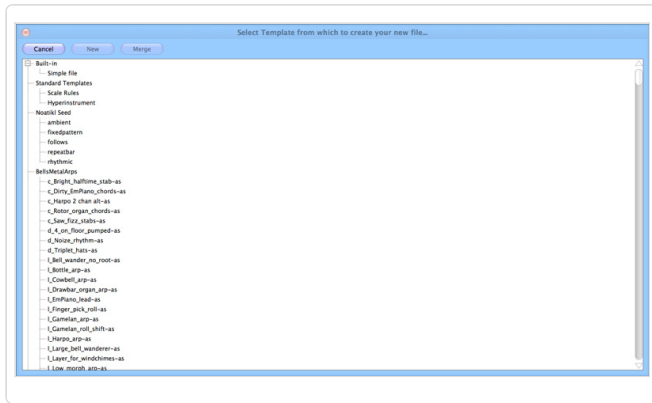 Select Template from which to create your new file...
Cancel New Merge
Built-in
Simple file
Standard Templates
Scale Rules
Hyperinstrument
Noatikl Seed
ambient
fixedpattern
follows
repeatbar
rhythmic
BellsMetalArps
c_Bright_halftime_stab-as
c_Dirty_EmPiano_chords-as
c_Harpo 2 chan alt-as
c_Rotor_organ_chords-as
c_Saw_fizz_stabs-as
d_4_on_floor_pumped-as
d_Noize_rhythm-as
d_Triplet_hats-as
l_Bell_wander_no_root-as
l_Bottle_arp-as
l_Cowbell_arp-as
l_Drawbar_organ_arp-as
l_EmPiano_lead-as
l_Finger_pick_roll-as
l_Gamelan_arp-as
l_Gamelan_roll_shift-as
l_Harpo_arp-as
l_Large_bell_wanderer-as
l_Layer_for_windchimes-as
l_Low_morph_arp-as